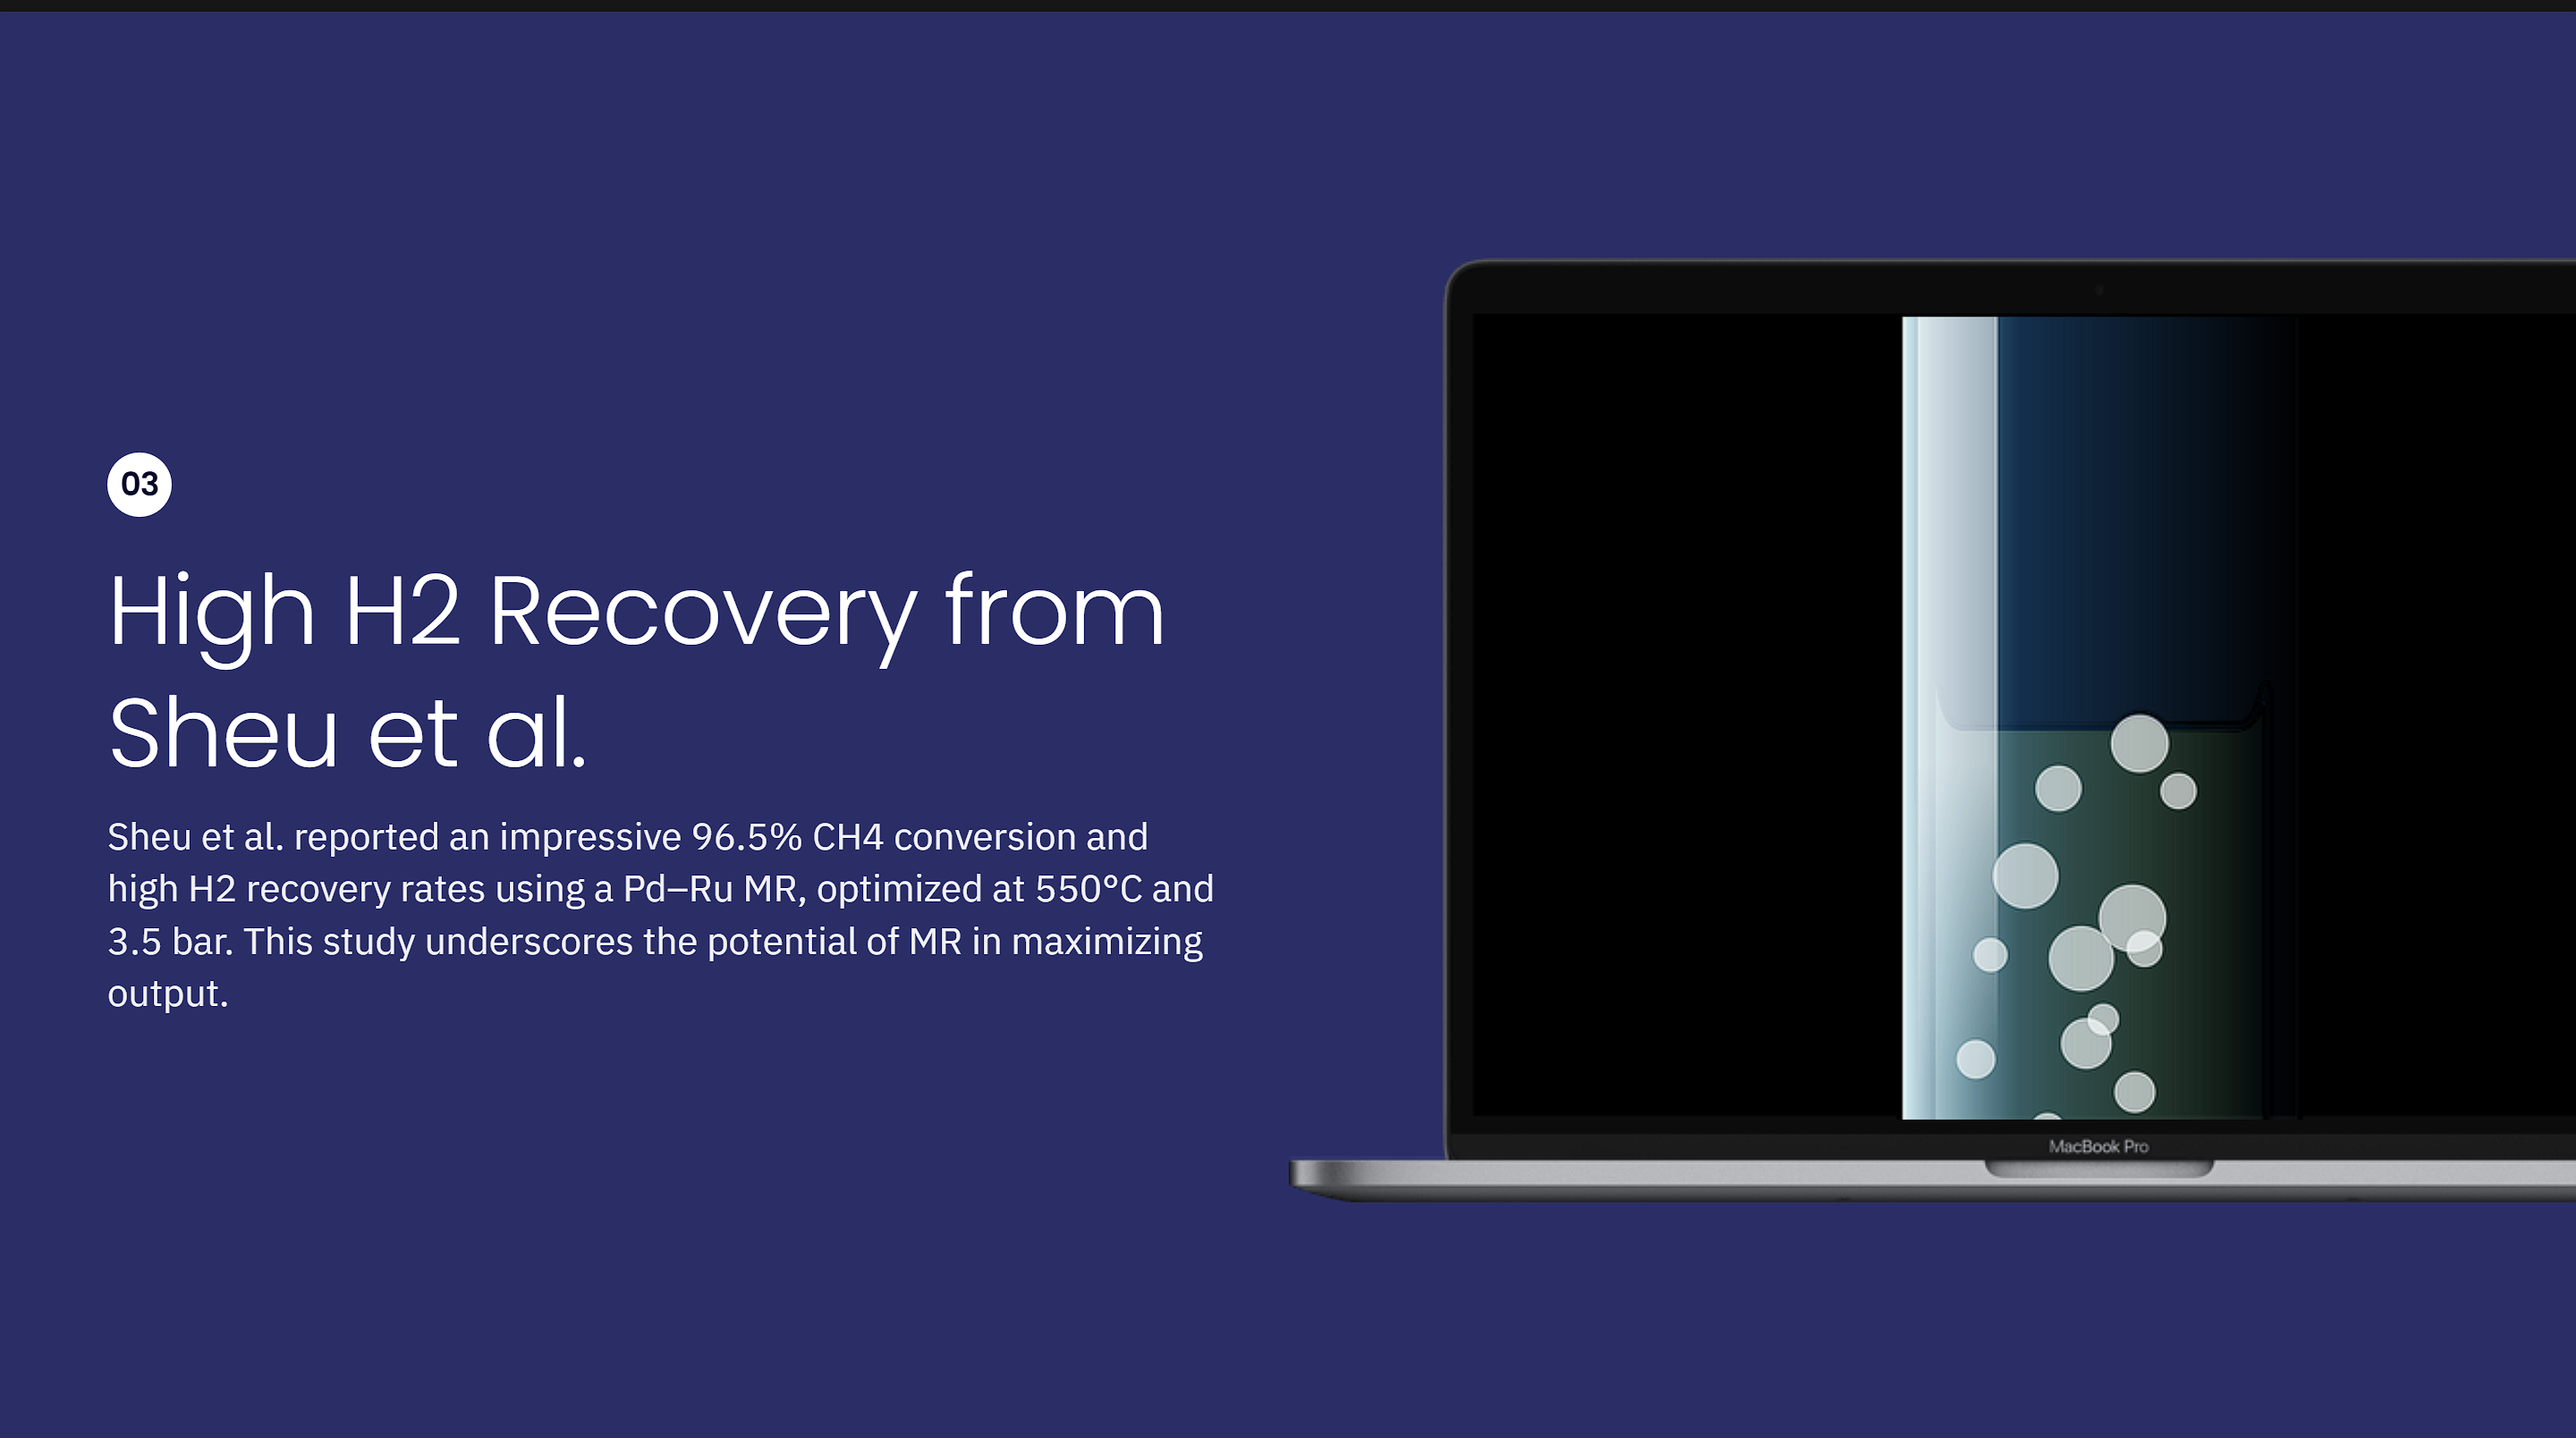 03
High H2 Recovery from
Sheu et al.
Sheu et al. reported an impressive 96.5% CH4 conversion and
high H2 recovery rates using a Pd–Ru MR, optimized at 550°C and
3.5 bar. This study underscores the potential of MR in maximizing
output.
MacBook Pro